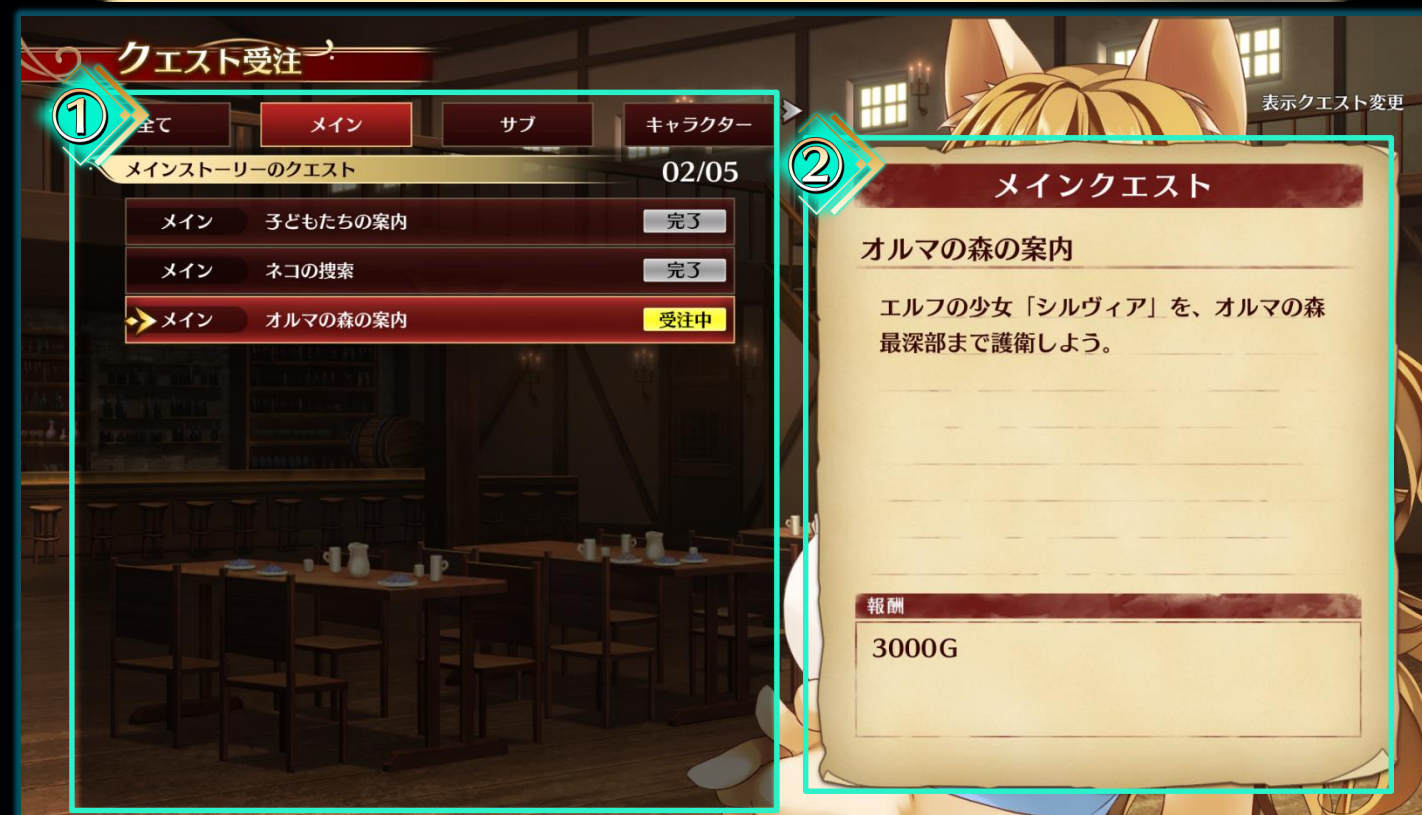 クエスト受注
①
全て
メイン
サブ
キャラクター
表示クエスト変更
メインストーリーのクエスト
02/05
メイン 子どもたちの案内 完了
メイン ネコの捜索 完了
メイン オルマの森の案内 受注中
②
メインクエスト
オルマの森の案内
エルフの少女「シルヴィア」を、オルマの森
最深部まで護衛しよう。
報酬
3000G